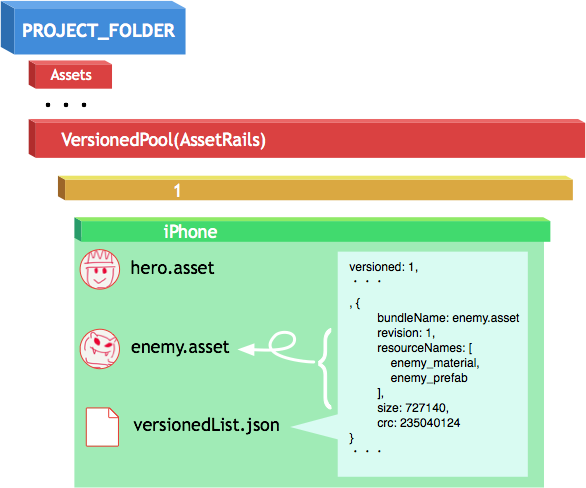 PROJECT_FOLDER
Assets
. . .
VersionedPool(AssetRails)
1
iPhone
hero.asset
enemy.asset
versionedList.json
versioned: 1,
. . .
, {
bundleName: enemy.asset
revision: 1,
resourceNames: [
enemy_material,
enemy_prefab
],
size: 727140,
crc: 235040124
}
. . .